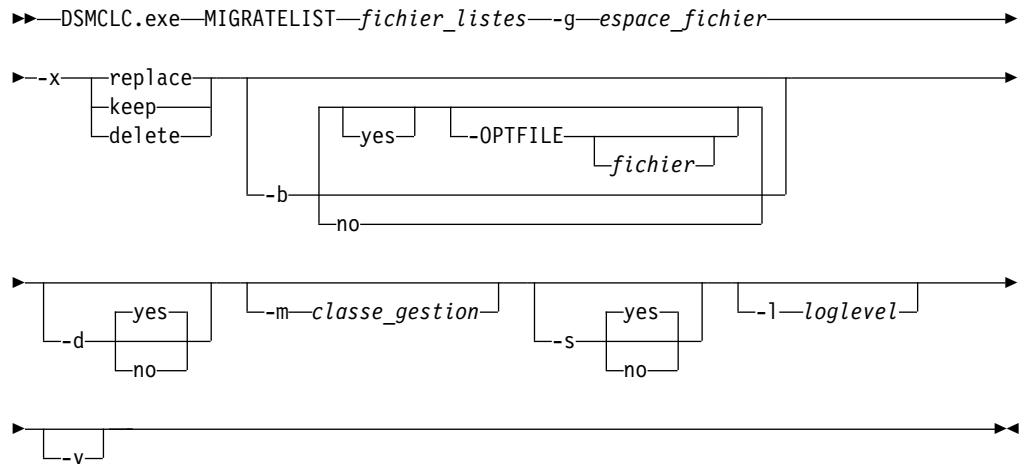 DSMCLC.exe MIGRATELIST fichier_listes -g espace_fichier
-x replace
keep
delete
-b
yes
-OPTFILE
fichier
no
-d
yes
no
-m classe_gestion
-s
yes
no
-l loglevel
-v